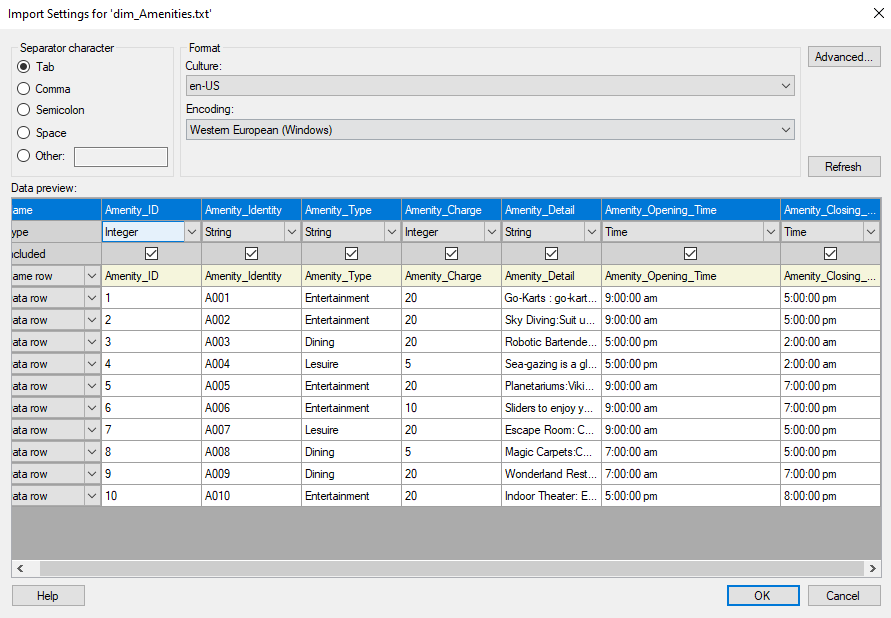 Import Settings for 'dim_Amenities.txt'
Separator character
Tab
Comma
Semicolon
Space
Other:
Format
Culture:
en-US
Encoding:
Western European (Windows)
Advanced...
Refresh
Data preview:
ame Amenity_ID Amenity_Identity Amenity_Type Amenity_Charge Amenity_Detail Amenity_Opening_Time Amenity_Closing_...
ype Integer String String Integer String Time Time
cluded
ame row Amenity_ID Amenity_Identity Amenity_Type Amenity_Charge Amenity_Detail Amenity_Opening_Time Amenity_Closing_...
ata row 1 A001 Entertainment 20 Go-Karts : go-kart... 9:00:00 am 5:00:00 pm
ata row 2 A002 Entertainment 20 Sky Diving:Suit u... 9:00:00 am 5:00:00 pm
ata row 3 A003 Dining 20 Robotic Bartende... 5:00:00 pm 2:00:00 am
ata row 4 A004 Lesuire 5 Sea-gazing is a gl... 5:00:00 pm 2:00:00 am
ata row 5 A005 Entertainment 20 Planetariums:Viki... 9:00:00 am 7:00:00 pm
ata row 6 A006 Entertainment 10 Sliders to enjoy y... 9:00:00 am 7:00:00 pm
ata row 7 A007 Lesuire 20 Escape Room: C... 9:00:00 am 5:00:00 pm
ata row 8 A008 Dining 5 Magic Carpets:C... 7:00:00 am 5:00:00 pm
ata row 9 A009 Dining 20 Wonderland Rest... 7:00:00 am 7:00:00 pm
ata row 10 A010 Entertainment 20 Indoor Theater: E... 5:00:00 pm 8:00:00 pm
Help
OK
Cancel